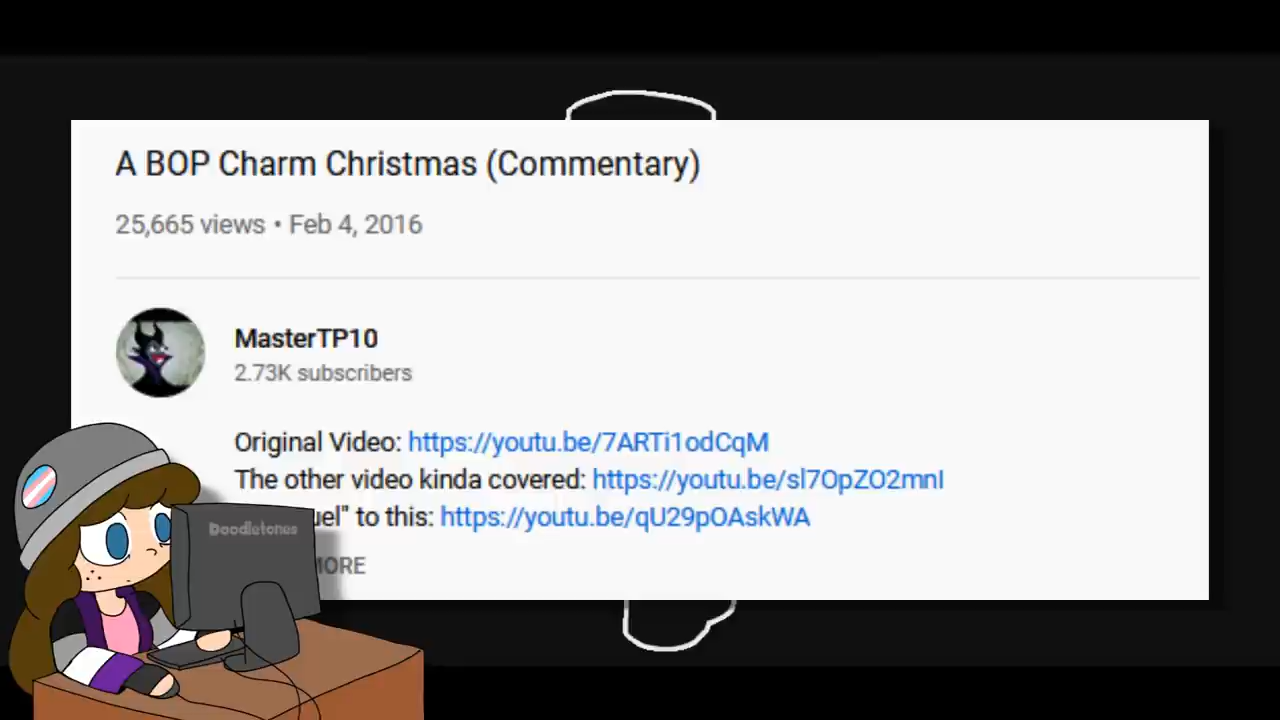 A BOP Charm Christmas (Commentary)
25,665 views • Feb 4, 2016
MasterTP10
2.73K subscribers
Original Video: https://youtu.be/7ARTi1odCqM
The other video kinda covered: https://youtu.be/sl7OpZO2mnI
uel" to this: https://youtu.be/qU29pOAskWA
MORE
Doodletones